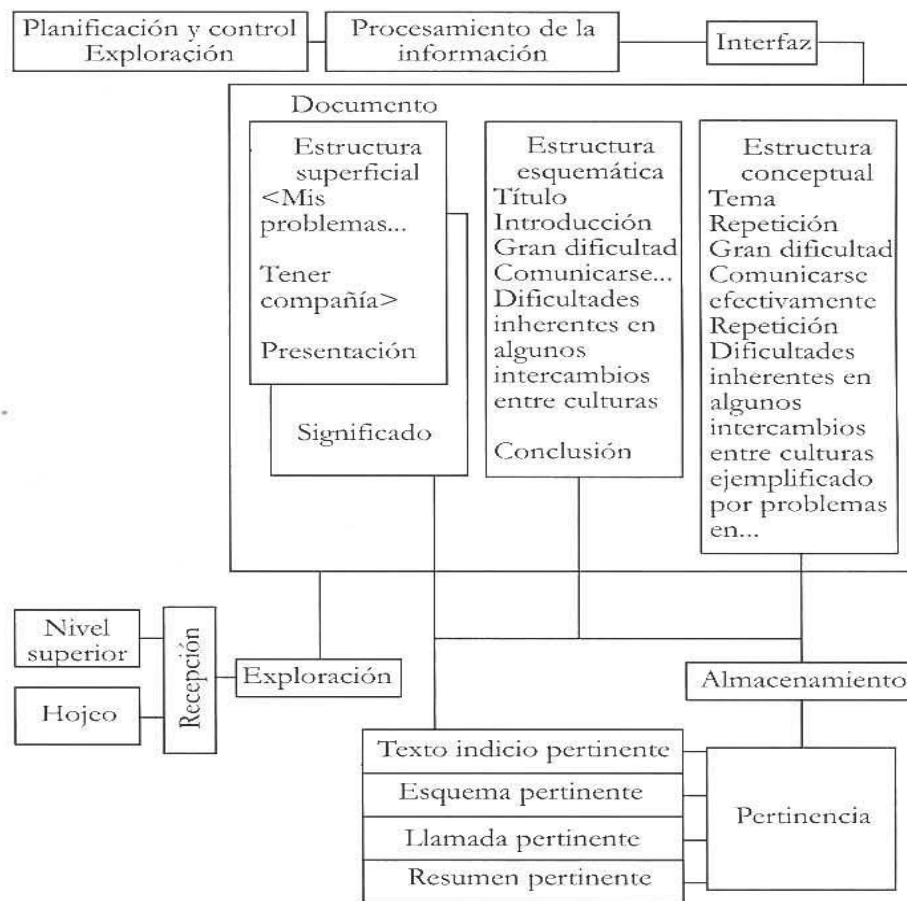 Planificación y control
Exploración
Procesamiento de la
información
Interfaz
Documento
Estructura
superficial
<Mis
problemas...
Tener
compañía>
Presentación
Significado
Estructura
esquemática
Título
Introducción
Gran dificultad
Comunicarse...
Dificultades
inherentes en
algunos
intercambios
entre culturas
Conclusión
Estructura
conceptual
Tema
Repetición
Gran dificultad
Comunicarse
efectivamente
Repetición
Dificultades
inherentes en
algunos
intercambios
entre culturas
ejemplificado
por problemas
en...
Nivel
superior
Hojeo
Recepción
Exploración
Almacenamiento
Texto indicio pertinente
Esquema pertinente
Llamada pertinente
Resumen pertinente
Pertinencia